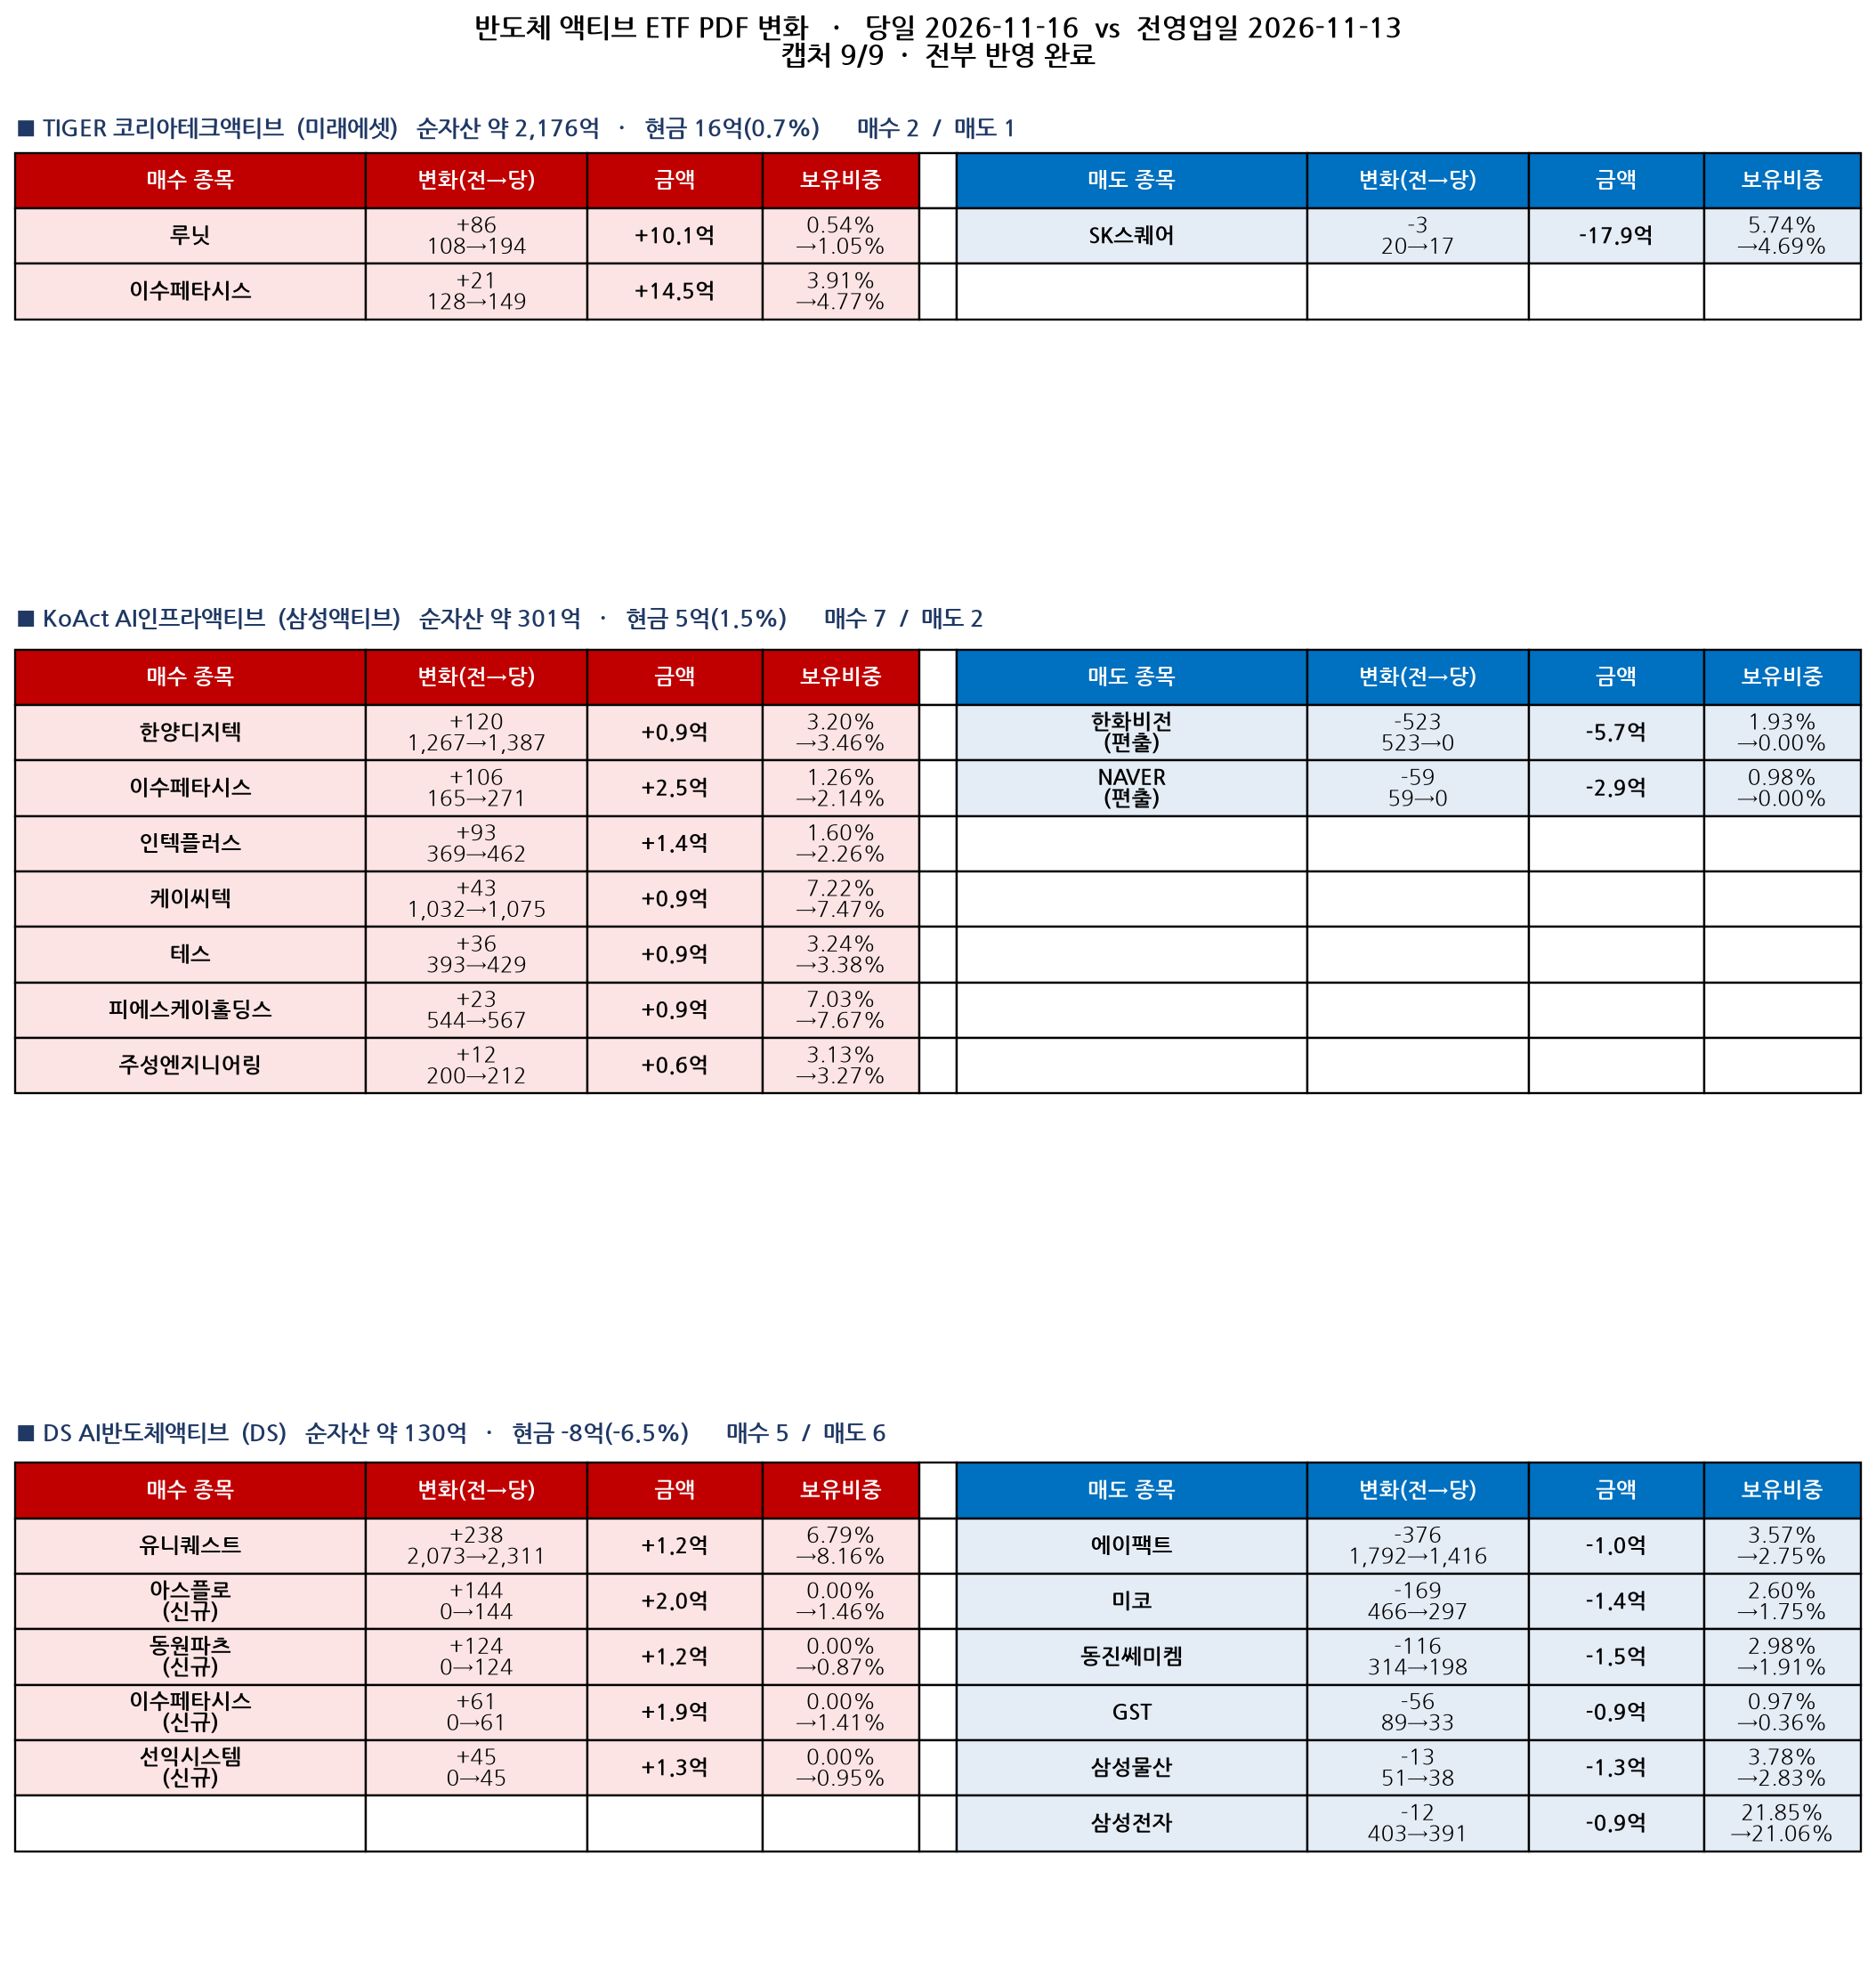 반도체 액티브 ETF PDF 변화 · 당일 2026-11-16 vs 전영업일 2026-11-13
캡처 9/9 · 전부 반영 완료
■ TIGER 코리아테크액티브 (미래에셋) 순자산 약 2,176억 · 현금 16억(0.7%) 매수 2 / 매도 1
매수 종목 변화(전→당) 금액 보유비중 매도 종목 변화(전→당) 금액 보유비중
루닛 +86 108→194 +10.1억 0.54% →1.05% SK스퀘어 -3 20→17 -17.9억 5.74% →4.69%
이수페타시스 +21 128→149 +14.5억 3.91% →4.77%
■ KoAct AI인프라액티브 (삼성액티브) 순자산 약 301억 · 현금 5억(1.5%) 매수 7 / 매도 2
매수 종목 변화(전→당) 금액 보유비중 매도 종목 변화(전→당) 금액 보유비중
한양디지텍 +120 1,267→1,387 +0.9억 3.20% →3.46% 한화비전 (편출) -523 523→0 -5.7억 1.93% →0.00%
이수페타시스 +106 165→271 +2.5억 1.26% →2.14% NAVER (편출) -59 59→0 -2.9억 0.98% →0.00%
인텍플러스 +93 369→462 +1.4억 1.60% →2.26%
케이씨텍 +43 1,032→1,075 +0.9억 7.22% →7.47%
테스 +36 393→429 +0.9억 3.24% →3.38%
피에스케이홀딩스 +23 544→567 +0.9억 7.03% →7.67%
주성엔지니어링 +12 200→212 +0.6억 3.13% →3.27%
■ DS AI반도체액티브 (DS) 순자산 약 130억 · 현금 -8억(-6.5%) 매수 5 / 매도 6
매수 종목 변화(전→당) 금액 보유비중 매도 종목 변화(전→당) 금액 보유비중
유니퀘스트 +238 2,073→2,311 +1.2억 6.79% →8.16% 에이팩트 -376 1,792→1,416 -1.0억 3.57% →2.75%
아스플로 (신규) +144 0→144 +2.0억 0.00% →1.46% 미코 -169 466→297 -1.4억 2.60% →1.75%
동원파츠 (신규) +124 0→124 +1.2억 0.00% →0.87% 동진쎄미켐 -116 314→198 -1.5억 2.98% →1.91%
이수페타시스 (신규) +61 0→61 +1.9억 0.00% →1.41% GST -56 89→33 -0.9억 0.97% →0.36%
선익시스템 (신규) +45 0→45 +1.3억 0.00% →0.95% 삼성물산 -13 51→38 -1.3억 3.78% →2.83%
삼성전자 -12 403→391 -0.9억 21.85% →21.06%